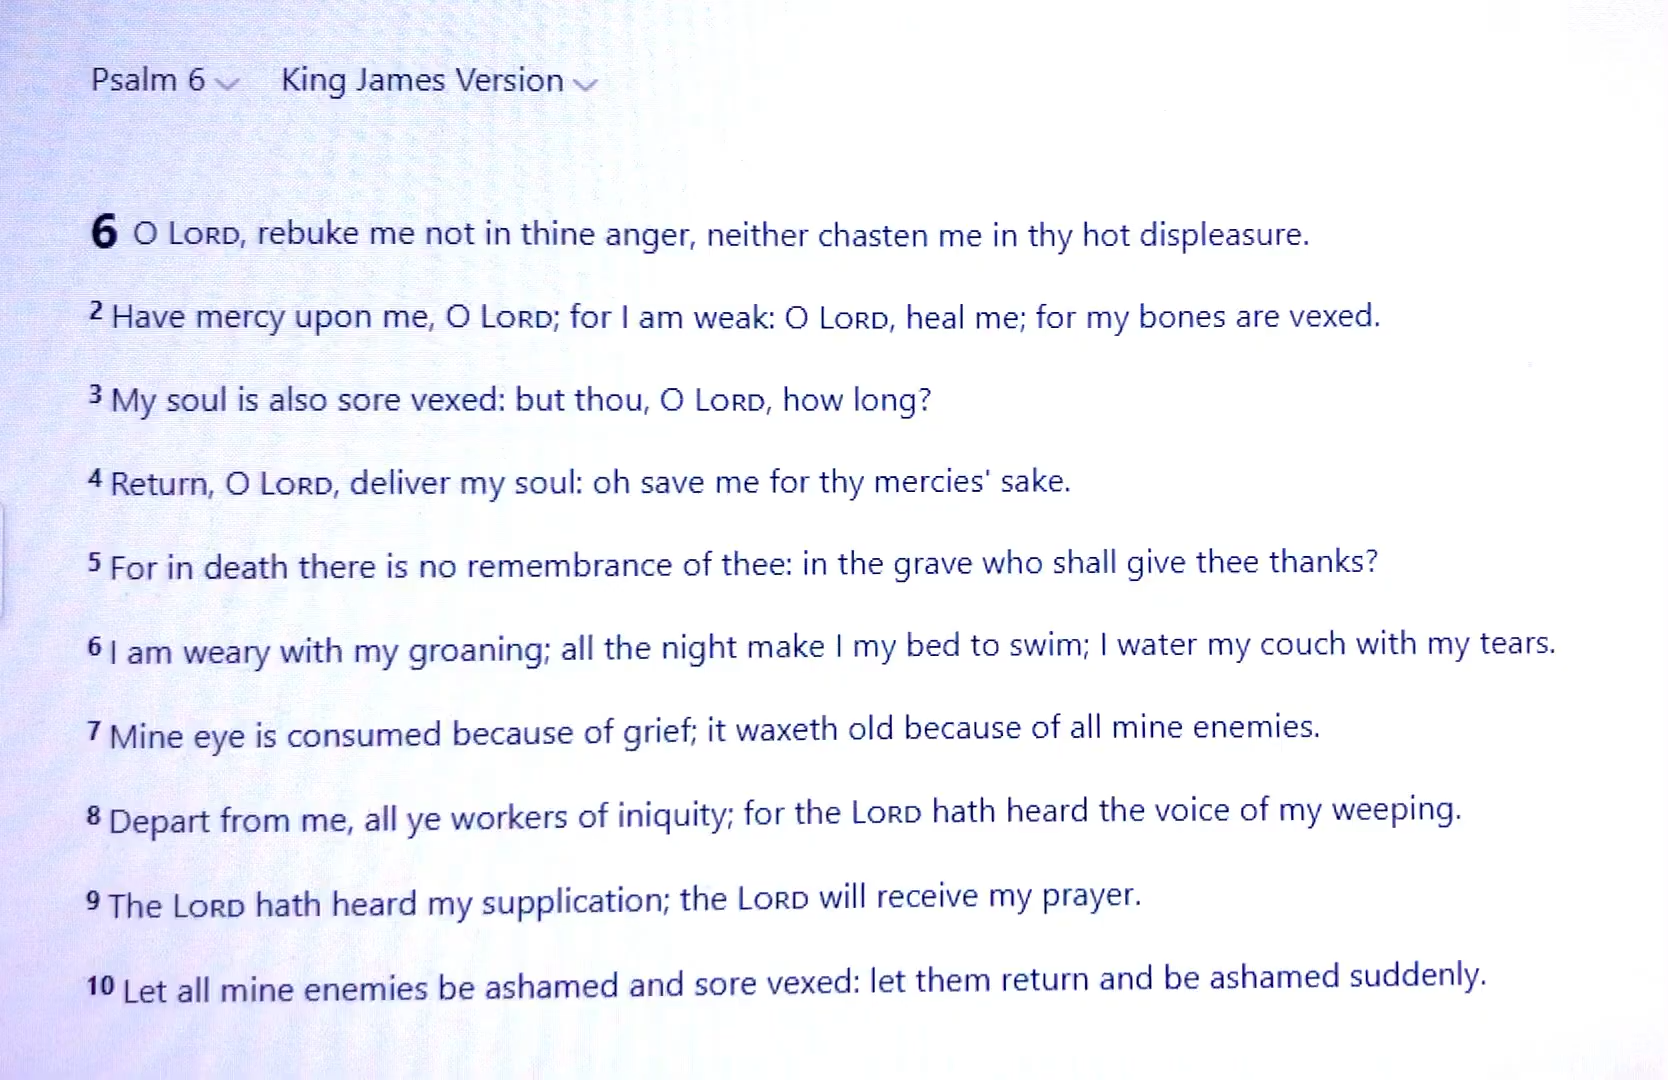 Psalm 6 King James Version
6 O LORD, rebuke me not in thine anger, neither chasten me in thy hot displeasure.
2 Have mercy upon me, O LORD; for I am weak: O LORD, heal me; for my bones are vexed.
3 My soul is also sore vexed: but thou, O LORD, how long?
4 Return, O LORD, deliver my soul: oh save me for thy mercies' sake.
5 For in death there is no remembrance of thee: in the grave who shall give thee thanks?
6 I am weary with my groaning; all the night make I my bed to swim; I water my couch with my tears.
7 Mine eye is consumed because of grief; it waxeth old because of all mine enemies.
8 Depart from me, all ye workers of iniquity; for the LORD hath heard the voice of my weeping.
9 The LORD hath heard my supplication; the LORD will receive my prayer.
10 Let all mine enemies be ashamed and sore vexed: let them return and be ashamed suddenly.